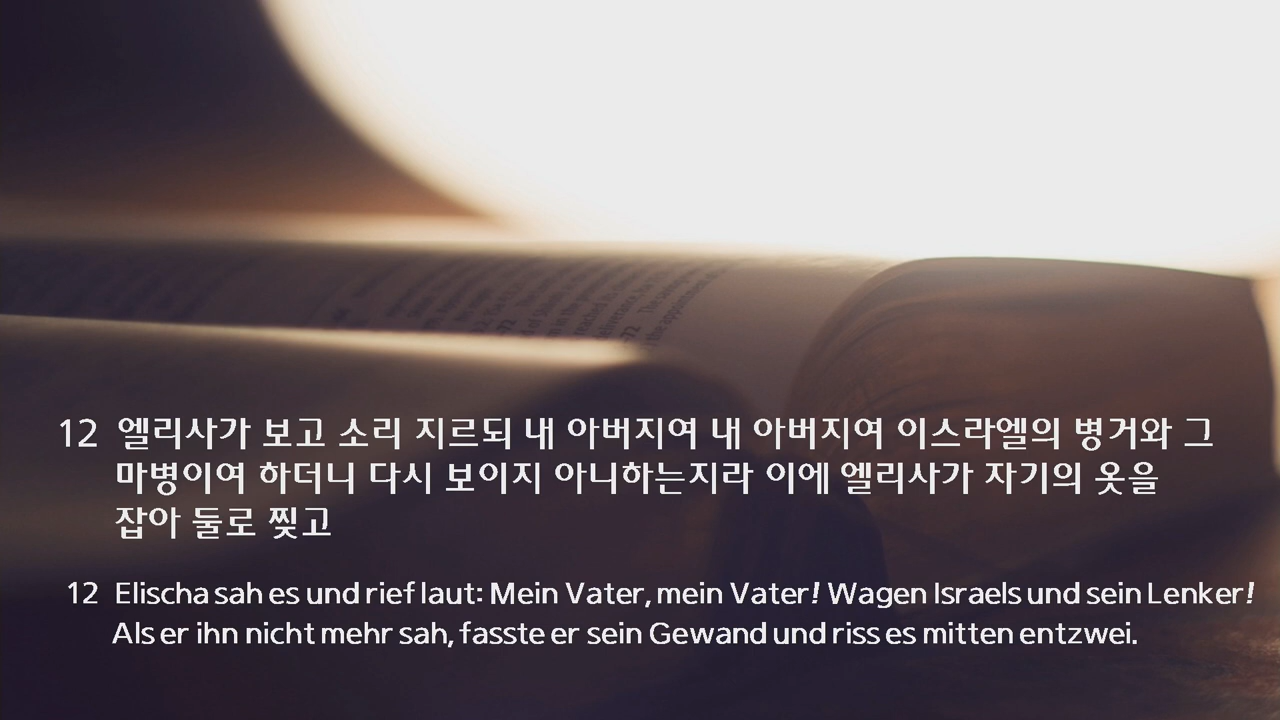 12 엘리사가 보고 소리 지르되 내 아버지여 내 아버지여 이스라엘의 병거와 그
마병이여 하더니 다시 보이지 아니하는지라 이에 엘리사가 자기의 옷을
잡아 둘로 찢고
12 Elischa sah es und rief laut: Mein Vater, mein Vater! Wagen Israels und sein Lenker!
Als er ihn nicht mehr sah, fasste er sein Gewand und riss es mitten entzwei.